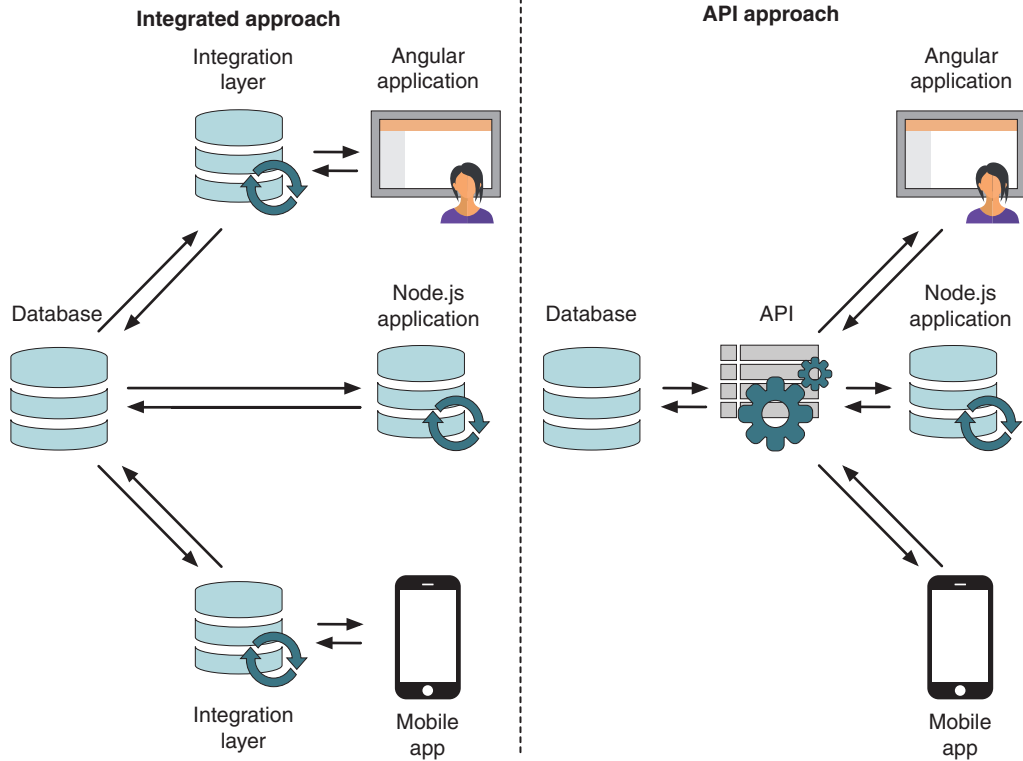 Integrated approach
Integration
layer
Angular
application
Database
Node.js
application
Integration
layer
Mobile
app
API approach
Angular
application
Database
API
Node.js
application
Mobile
app